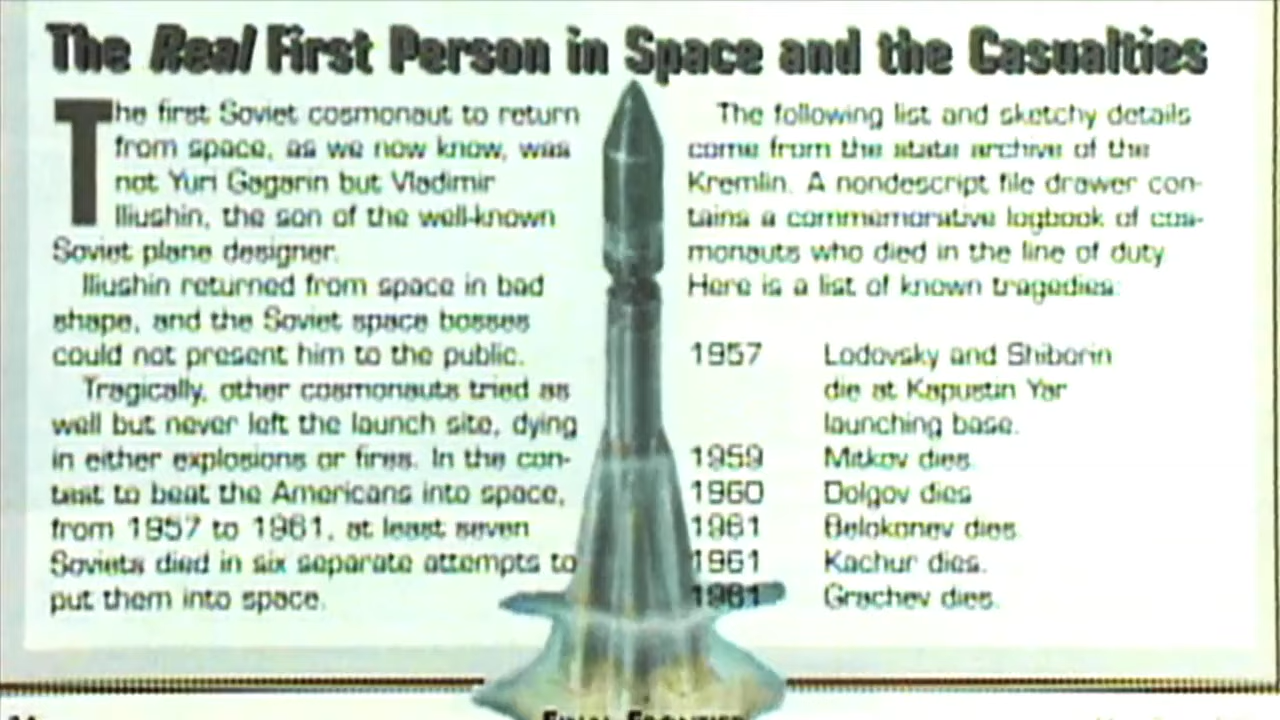 The Real First Person in Space and the Casualties
The first Soviet cosmonaut to return
from space, as we now know, was
not Yuri Gagarin but Vladimir
Iliushin, the son of the well-known
Soviet plane designer.
Iliushin returned from space in bad
shape, and the Soviet space bosses
could not present him to the public.
Tragically, other cosmonauts tried as
well but never left the launch site, dying
in either explosions or fires. In the con-
test to beat the Americans into space,
from 1957 to 1961, at least seven
Soviets died in six separate attempts to
put them into space.
The following list and sketchy details
come from the state archive of the
Kremlin. A nondescript file drawer con-
tains a commemorative logbook of cos-
monauts who died in the line of duty
Here is a list of known tragedies:
1957 Lodovsky and Shiborin
die at Kapustin Yar
launching base.
1959 Mitkov dies.
1960 Dolgov dies
1961 Belokonev dies.
1961 Kachur dies.
1961 Grachev dies.
FINAL FRONTIER